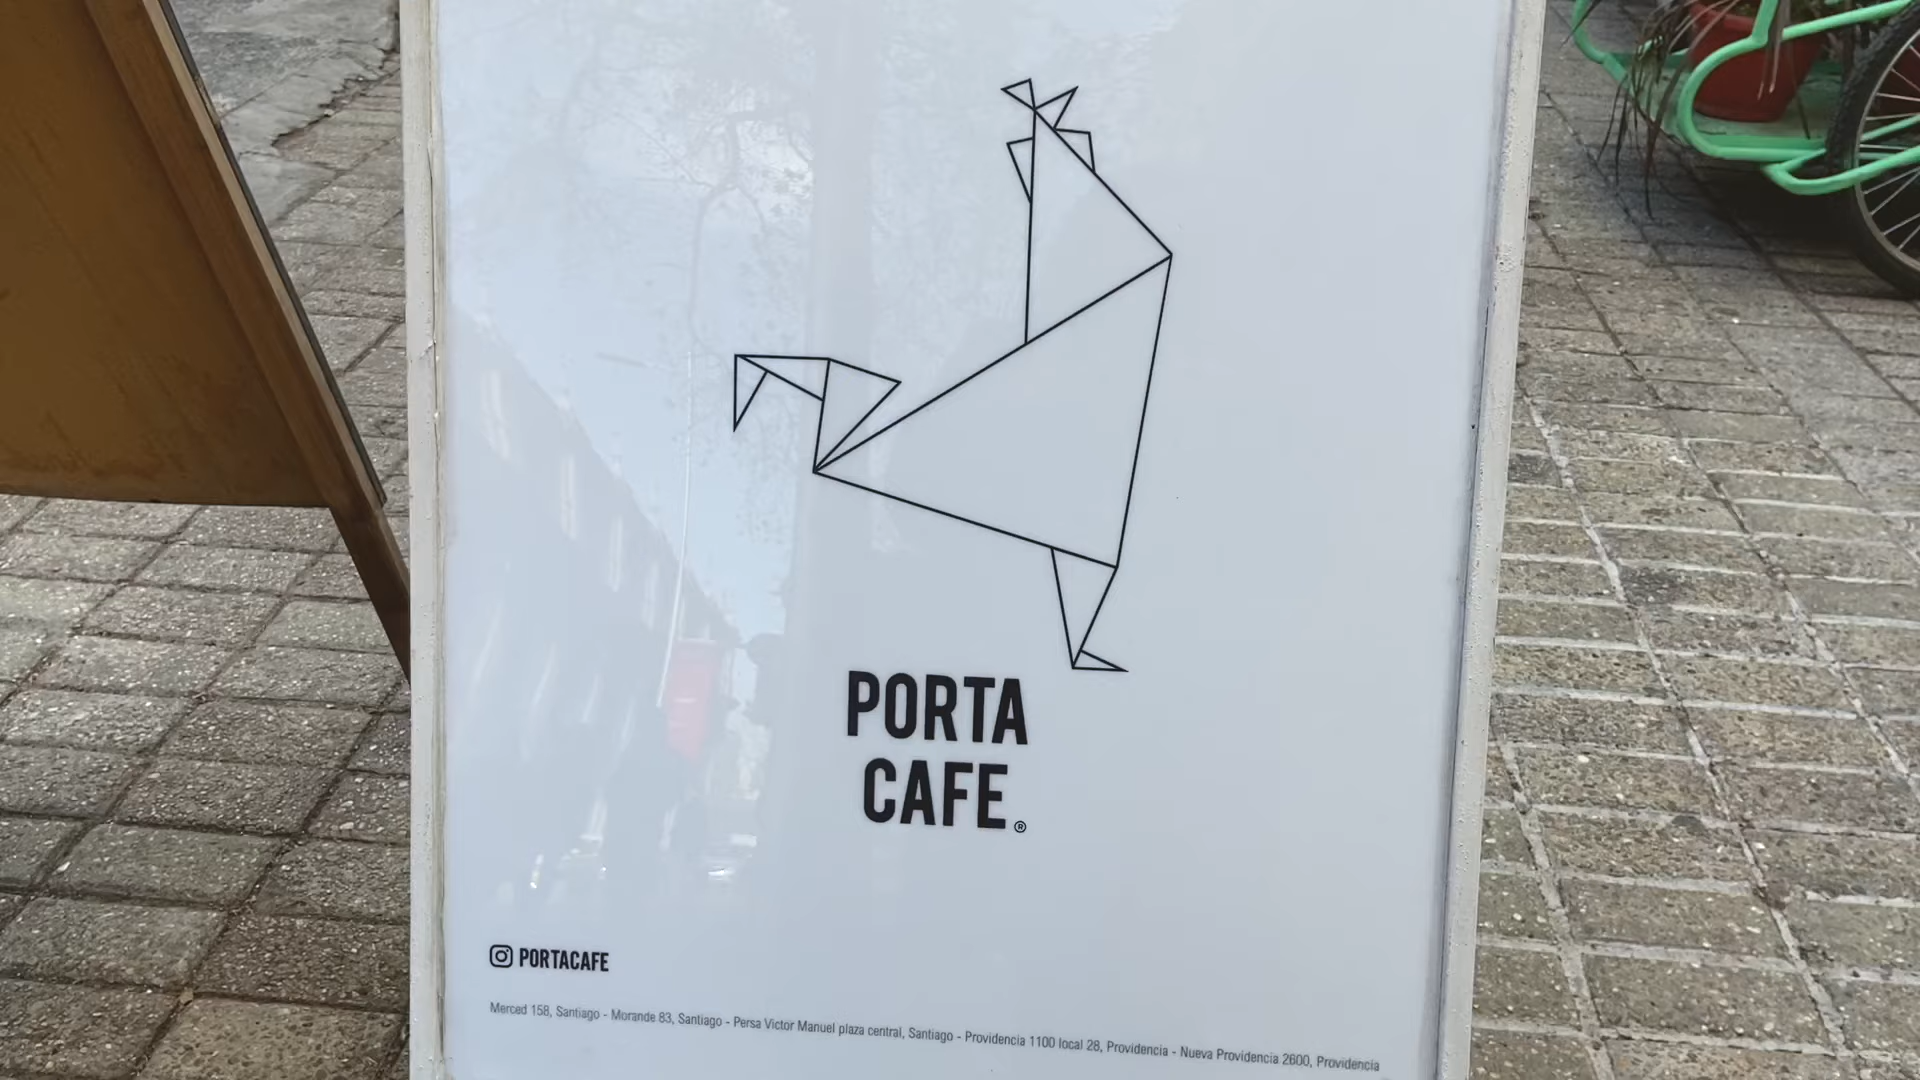 PORTA
CAFE®
PORTACAFE
Merced 158, Santiago - Morande 83, Santiago - Persa Victor Manuel plaza central, Santiago - Providencia 1100 local 28, Providencia - Nueva Providencia 2600, Providencia